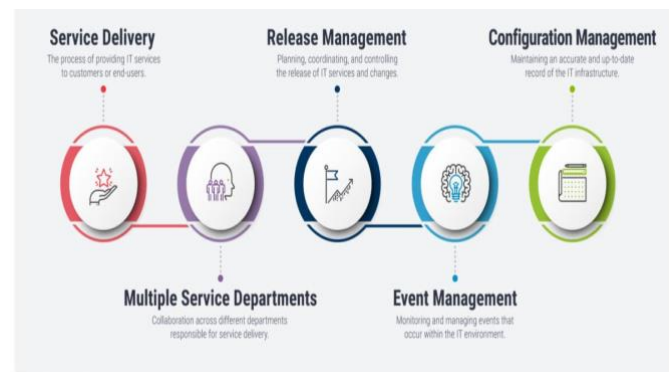 Service Delivery
The process of providing IT services
to customers or end-users.
Release Management
Planning, coordinating, and controlling
the release of IT services and changes.
Configuration Management
Maintaining an accurate and up-to-date
record of the IT infrastructure.
Multiple Service Departments
Collaboration across different departments
responsible for service delivery.
Event Management
Monitoring and managing events that
occur within the IT environment.